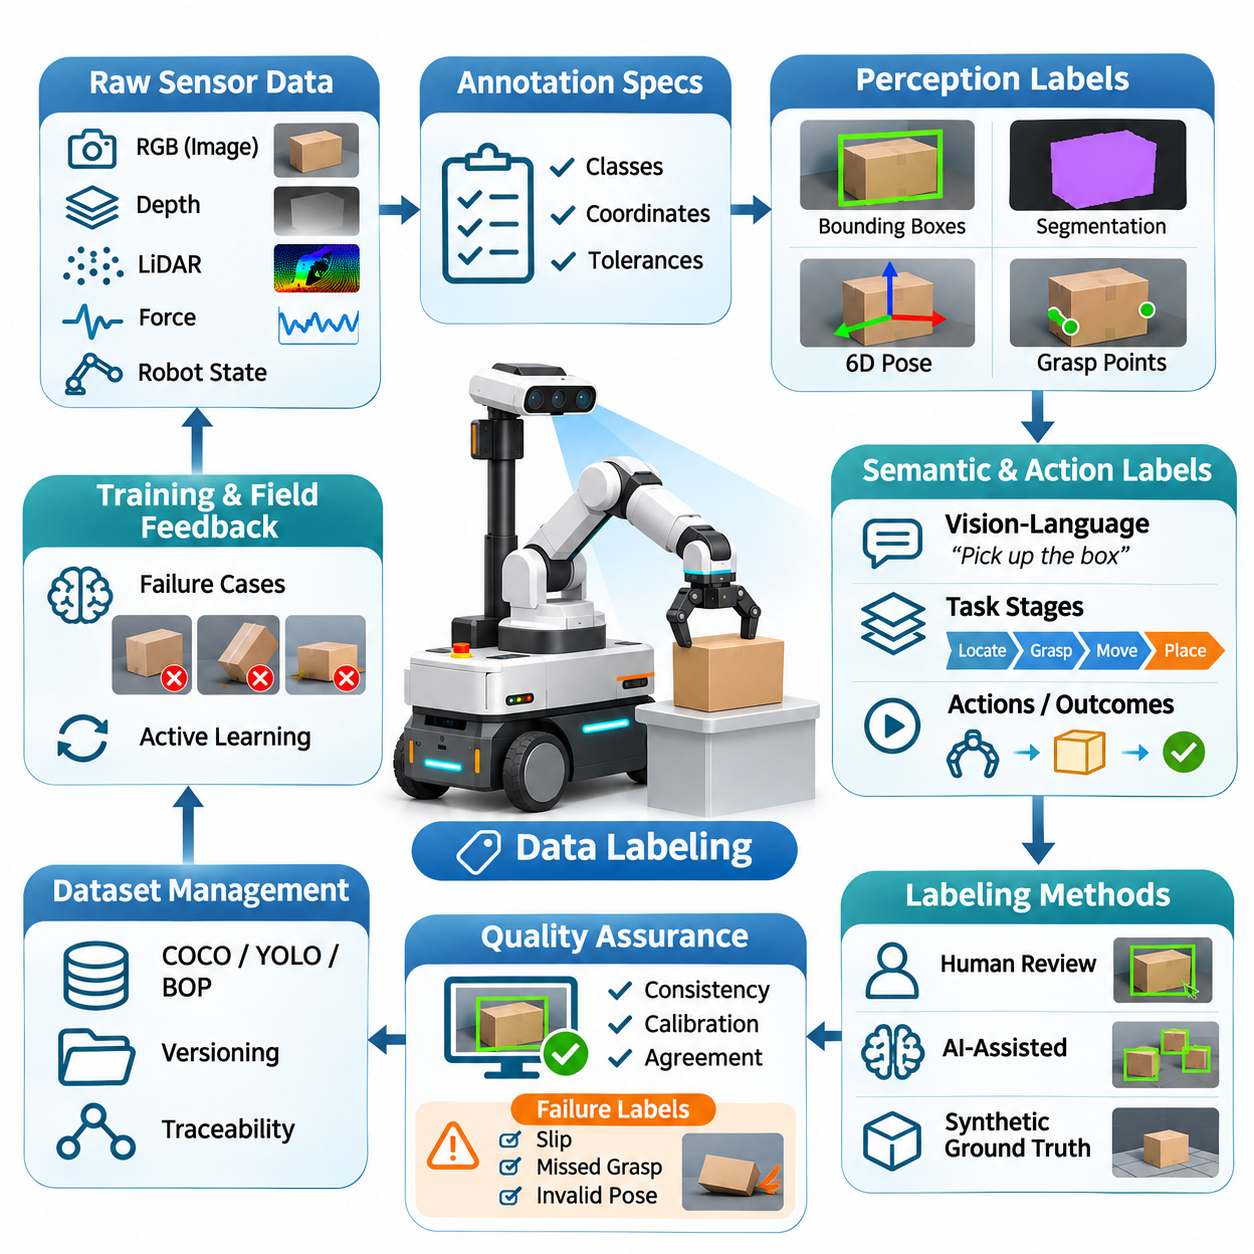 Raw Sensor Data
RGB (Image)
Depth
LiDAR
Force
Robot State
Annotation Specs
Classes
Coordinates
Tolerances
Perception Labels
Bounding Boxes
Segmentation
6D Pose
Grasp Points
Semantic & Action Labels
Vision-Language
“Pick up the box”
Task Stages
Locate
Grasp
Move
Place
Actions / Outcomes
Labeling Methods
Human Review
AI-Assisted
Synthetic
Ground Truth
Quality Assurance
Consistency
Calibration
Agreement
Failure Labels
Slip
Missed Grasp
Invalid Pose
Dataset Management
COCO / YOLO /
BOP
Versioning
Traceability
Training & Field
Feedback
Failure Cases
Active Learning
Data Labeling